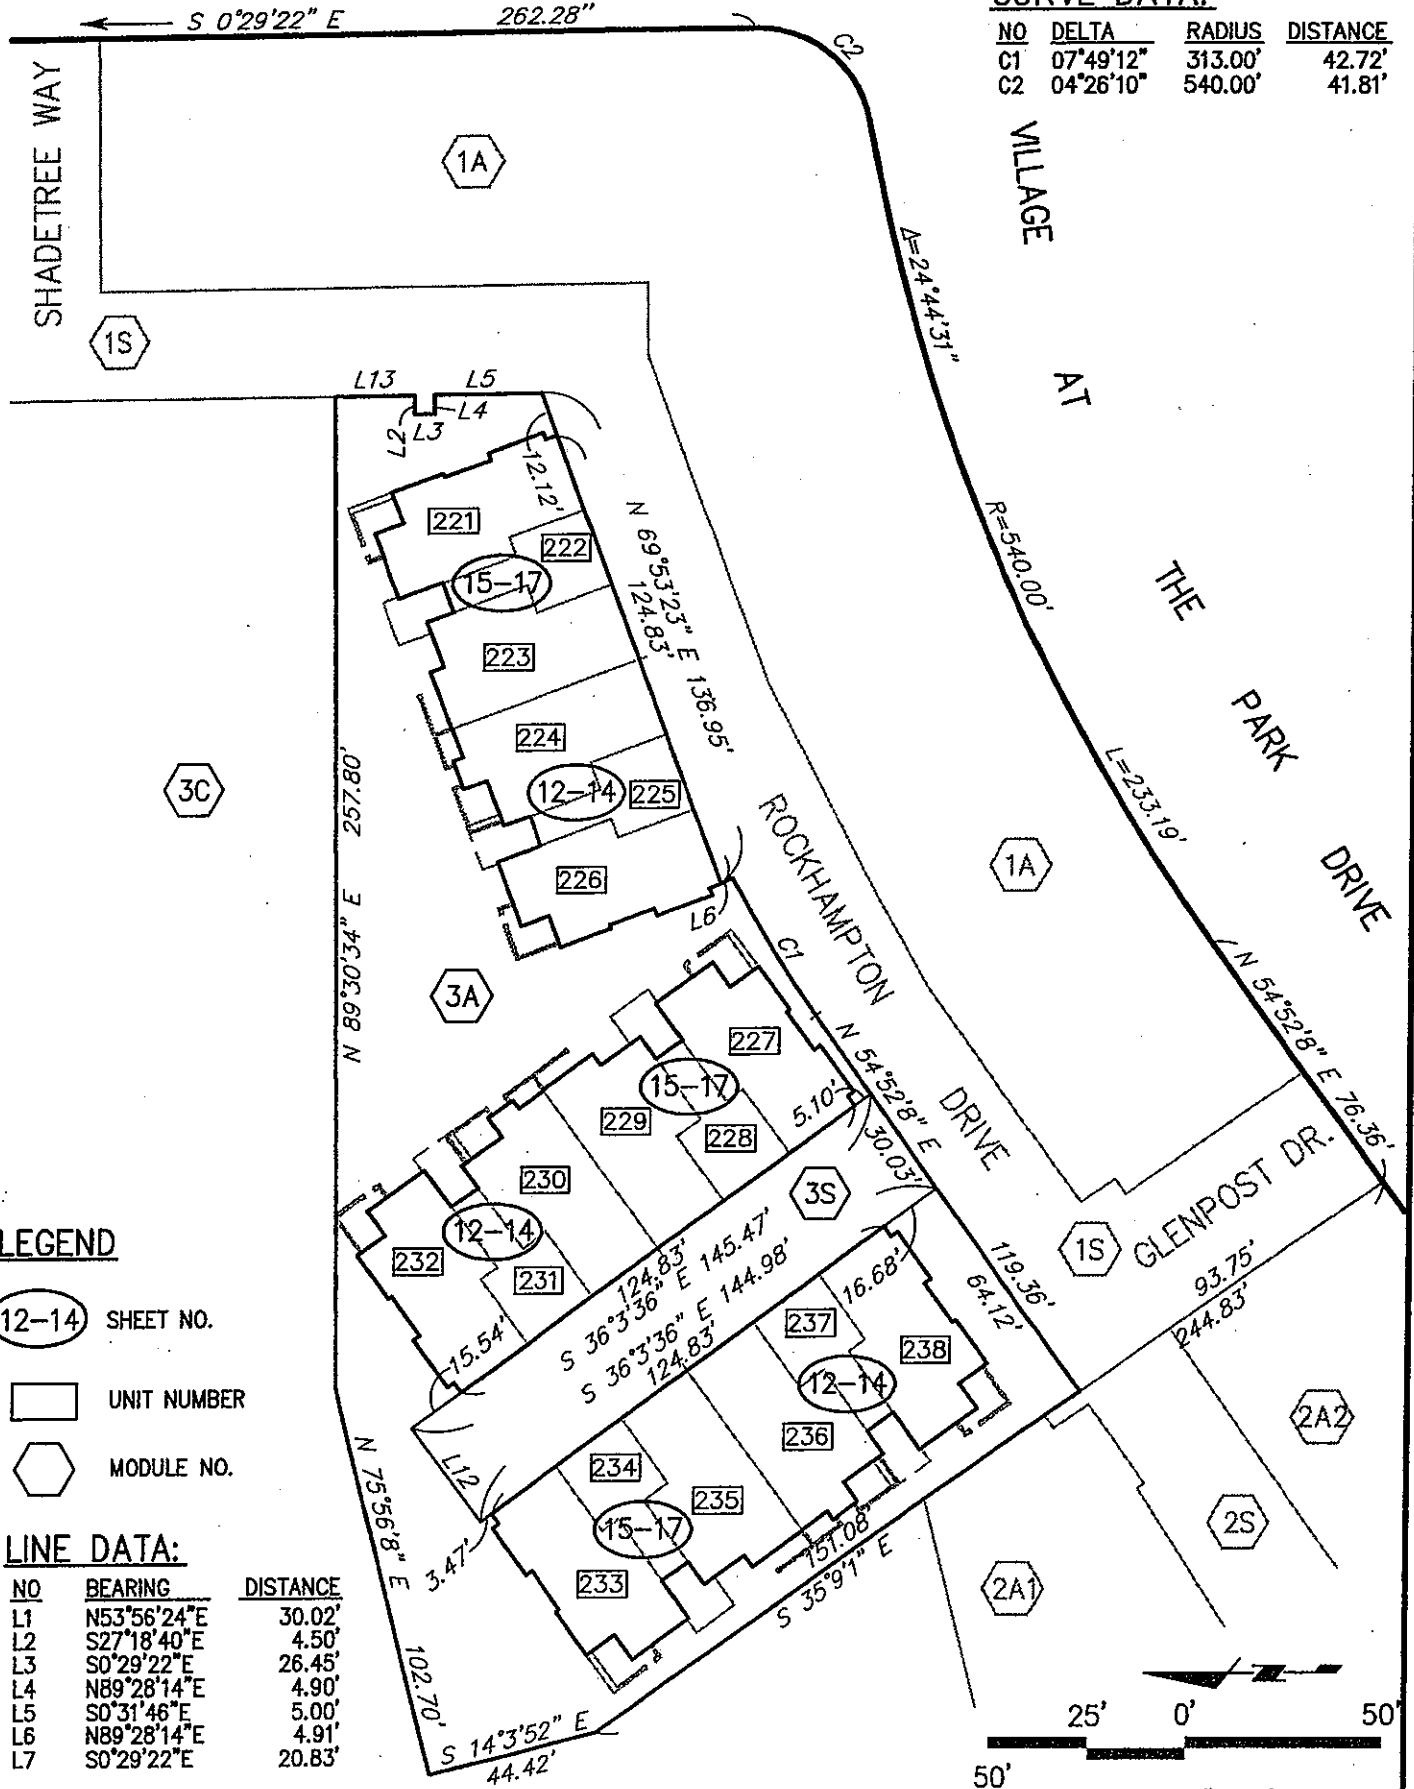 S 0°29'22" E 262.28"
CURVE DATA:
NO DELTA RADIUS DISTANCE
C1 07°49'12" 313.00' 42.72'
C2 04°26'10" 540.00' 41.81'
C2
SHADETREE WAY
1A
VILLAGE
AT
THE
PARK
DRIVE
Δ=24°44'31"
R=540.00'
L=233.19'
N 54°52'8" E 76.36'
1S
L13
L5
L2
L3
L4
12.12'
221
222
15-17
N 69°53'23" E 136.95'
124.83'
223
224
12-14
225
226
3C
N 89°30'34" E 257.80'
L6
C1
ROCKHAMPTON
DRIVE
1A
3A
227
15-17
229
228
5.10'
N 54°52'8" E
30.03'
230
3S
12-14
232
231
15.54'
124.83'
S 36°3'36" E 145.47'
S 36°3'36" E 144.98'
124.83'
16.68'
119.36'
64.12'
1S
GLENPOST DR.
93.75'
244.83'
237
238
12-14
236
234
235
15-17
233
L12
3.47'
151.08'
S 35°9'1" E
N 75°56'8" E
102.70'
S 14°3'52" E
44.42'
2A2
2S
2A1
LEGEND
12-14 SHEET NO.
UNIT NUMBER
MODULE NO.
LINE DATA:
NO BEARING DISTANCE
L1 N53°56'24"E 30.02'
L2 S27°18'40"E 4.50'
L3 S0°29'22"E 26.45'
L4 N89°28'14"E 4.90'
L5 S0°31'46"E 5.00'
L6 N89°28'14"E 4.91'
L7 S0°29'22"E 20.83'
25' 0' 50'
50'